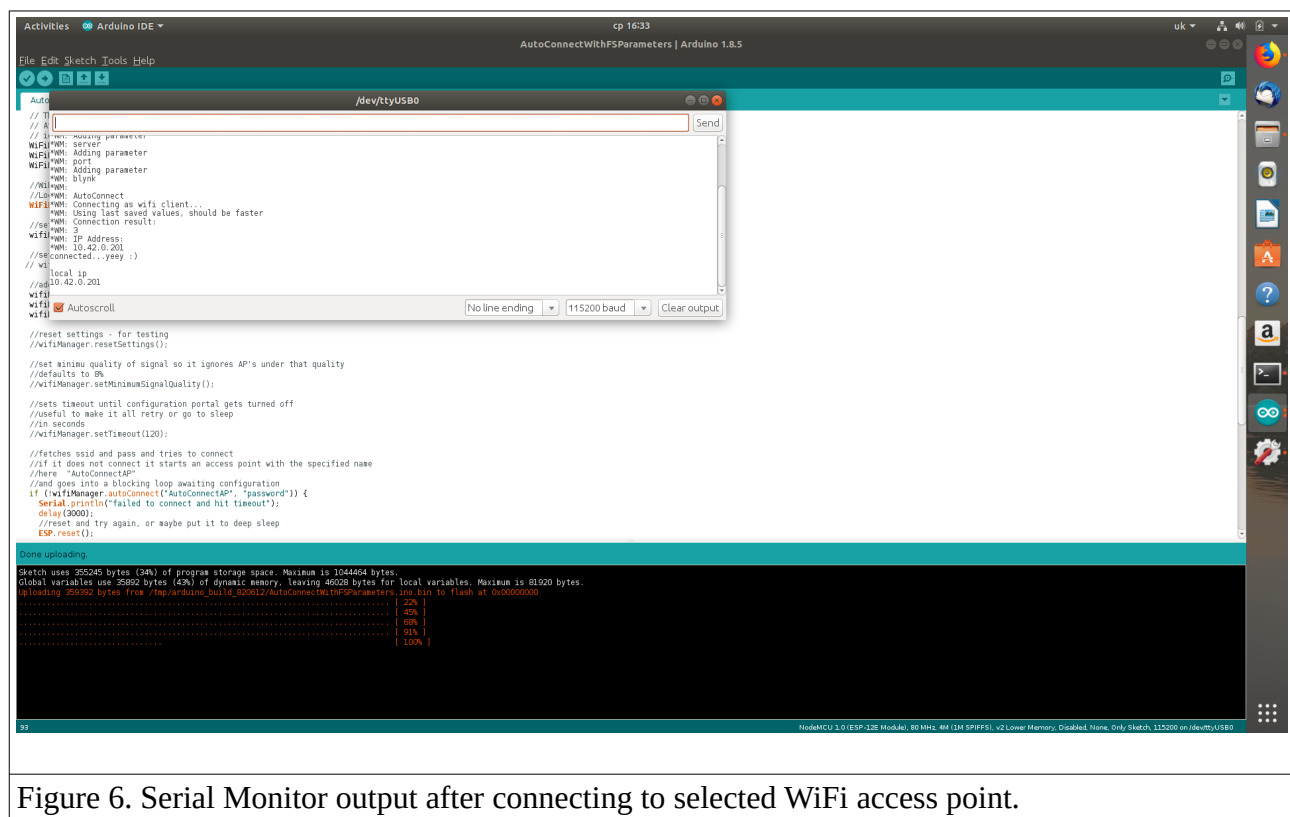 Activities Arduino IDE ср 16:33 uk
AutoConnectWithFSParameters | Arduino 1.8.5
File Edit Sketch Tools Help
Auto
/dev/ttyUSB0
Send
*WM: Adding parameter
*WM: server
*WM: Adding parameter
*WM: port
*WM: Adding parameter
*WM: blynk
*WM:
*WM: AutoConnect
*WM: Connecting as wifi client...
*WM: Using last saved values, should be faster
*WM: Connection result:
*WM: 3
*WM: IP Address:
*WM: 10.42.0.201
connected...yeey :)
local ip
10.42.0.201
Autoscroll No line ending 115200 baud Clear output
//reset settings - for testing
//wifiManager.resetSettings();
//set minimu quality of signal so it ignores AP's under that quality
//defaults to 8%
//wifiManager.setMinimumSignalQuality();
//sets timeout until configuration portal gets turned off
//useful to make it all retry or go to sleep
//in seconds
//wifiManager.setTimeout(120);
//fetches ssid and pass and tries to connect
//if it does not connect it starts an access point with the specified name
//here "AutoConnectAP"
//and goes into a blocking loop awaiting configuration
if (!wifiManager.autoConnect("AutoConnectAP", "password")) {
Serial.println("failed to connect and hit timeout");
delay(3000);
//reset and try again, or maybe put it to deep sleep
ESP.reset();
Done uploading.
Sketch uses 355245 bytes (34%) of program storage space. Maximum is 1044464 bytes.
Global variables use 35892 bytes (43%) of dynamic memory, leaving 46028 bytes for local variables. Maximum is 81920 bytes.
Uploading 359392 bytes from /tmp/arduino_build_820612/AutoConnectWithFSParameters.ino.bin to flash at 0x00000000
................................................................................ [ 22% ]
................................................................................ [ 45% ]
................................................................................ [ 68% ]
................................................................................ [ 91% ]
............................... [ 100% ]
93 NodeMCU 1.0 (ESP-12E Module), 80 MHz, 4M (1M SPIFFS), v2 Lower Memory, Disabled, None, Only Sketch, 115200 on /dev/ttyUSB0
Figure 6. Serial Monitor output after connecting to selected WiFi access point.